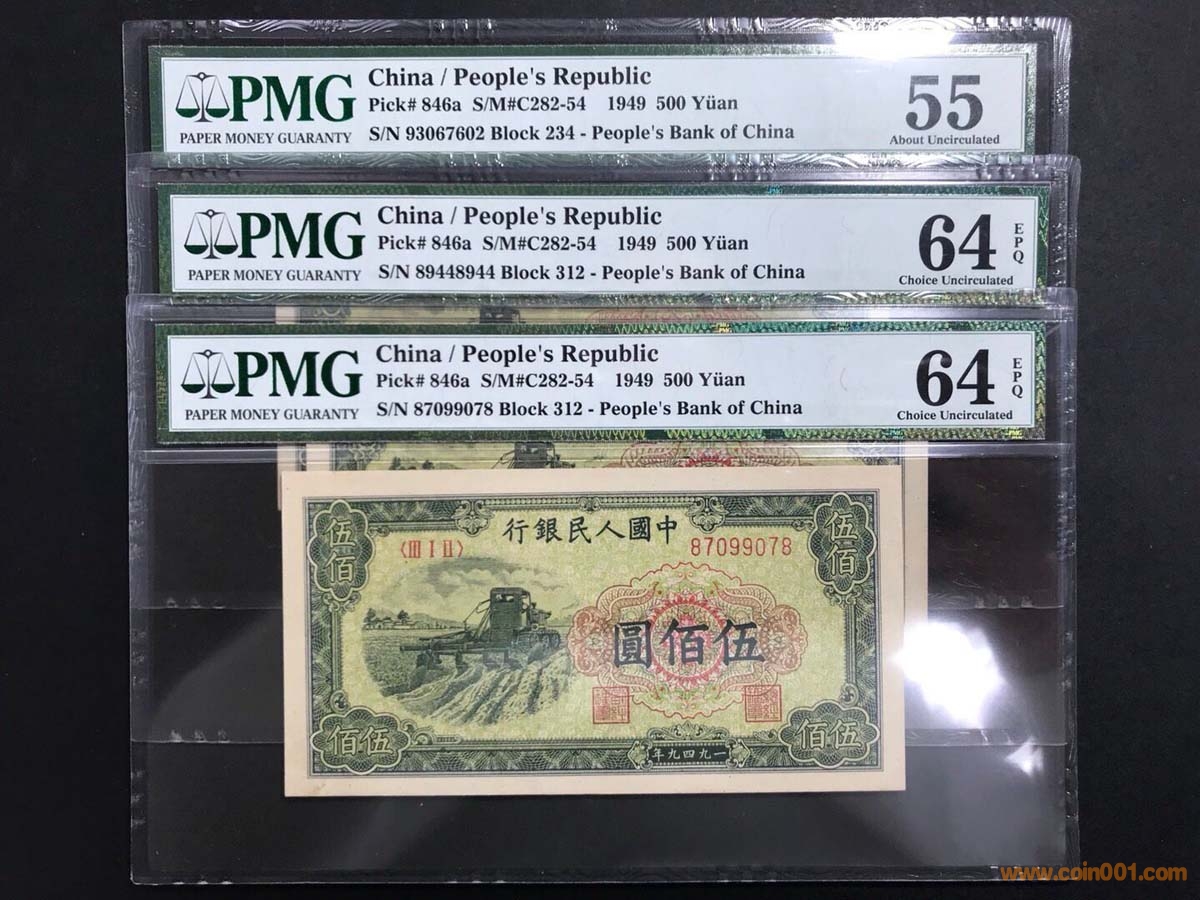 PMG
PAPER MONEY GUARANTY
China / People's Republic
Pick# 846a S/M#C282-54 1949 500 Yüan
S/N 93067602 Block 234 - People's Bank of China
55
About Uncirculated
PMG
PAPER MONEY GUARANTY
China / People's Republic
Pick# 846a S/M#C282-54 1949 500 Yüan
S/N 89448944 Block 312 - People's Bank of China
64
EPQ
Choice Uncirculated
PMG
PAPER MONEY GUARANTY
China / People's Republic
Pick# 846a S/M#C282-54 1949 500 Yüan
S/N 87099078 Block 312 - People's Bank of China
64
EPQ
Choice Uncirculated
行銀民人國中
〈III I II〉
87099078
伍佰
伍佰
圓佰伍
佰伍
佰伍
年九四九一
www.coin001.com